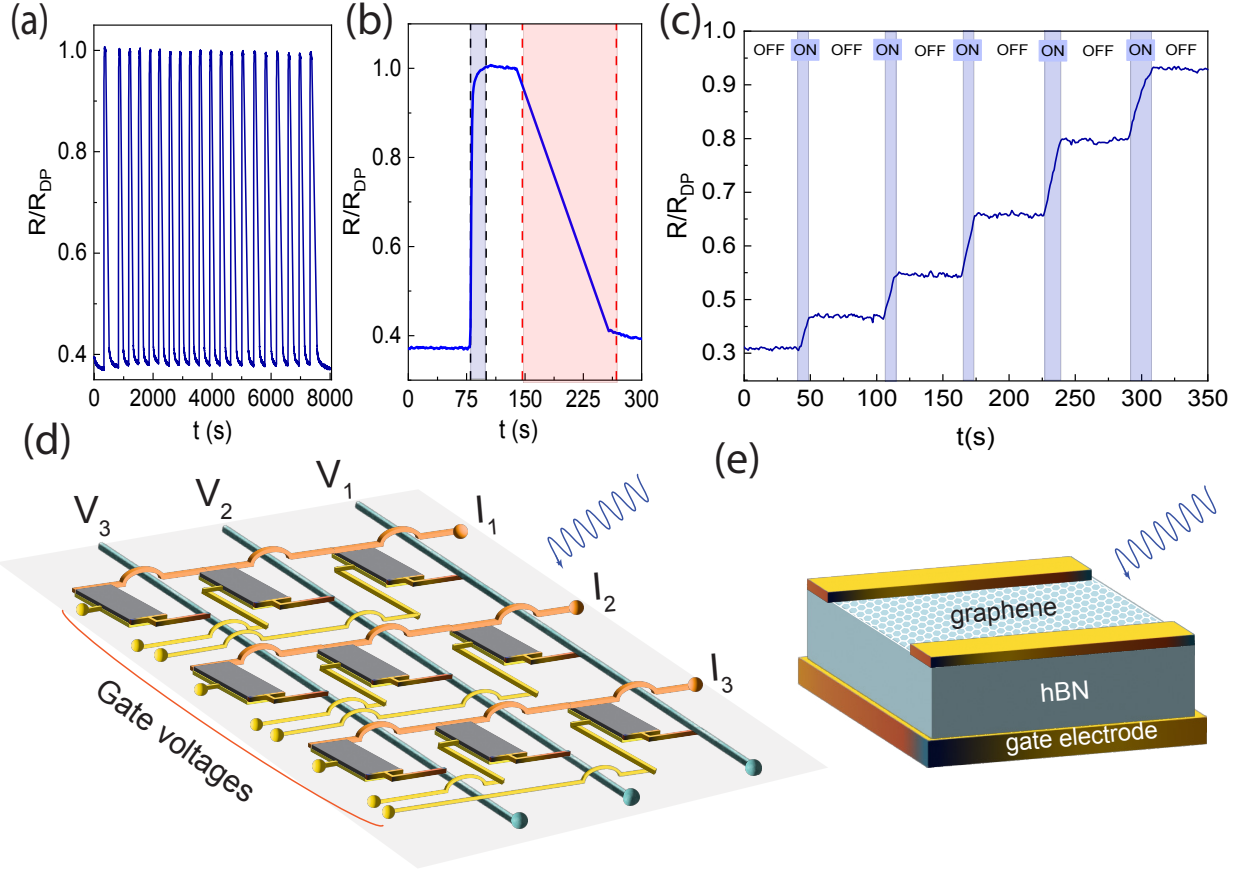 (a)
1.0
0.8
0.6
0.4
R/R_DP
0 2000 4000 6000 8000
t (s)
(b)
1.0
0.8
0.6
0.4
R/R_DP
0 75 150 225 300
t (s)
(c)
1.0
0.9
0.8
0.7
0.6
0.5
0.3
R/R_DP
OFF ON OFF ON OFF ON OFF ON OFF ON OFF
0 50 100 150 200 250 300 350
t(s)
(d)
V_3 V_2 V_1
I_1
I_2
I_3
Gate voltages
(e)
graphene
hBN
gate electrode